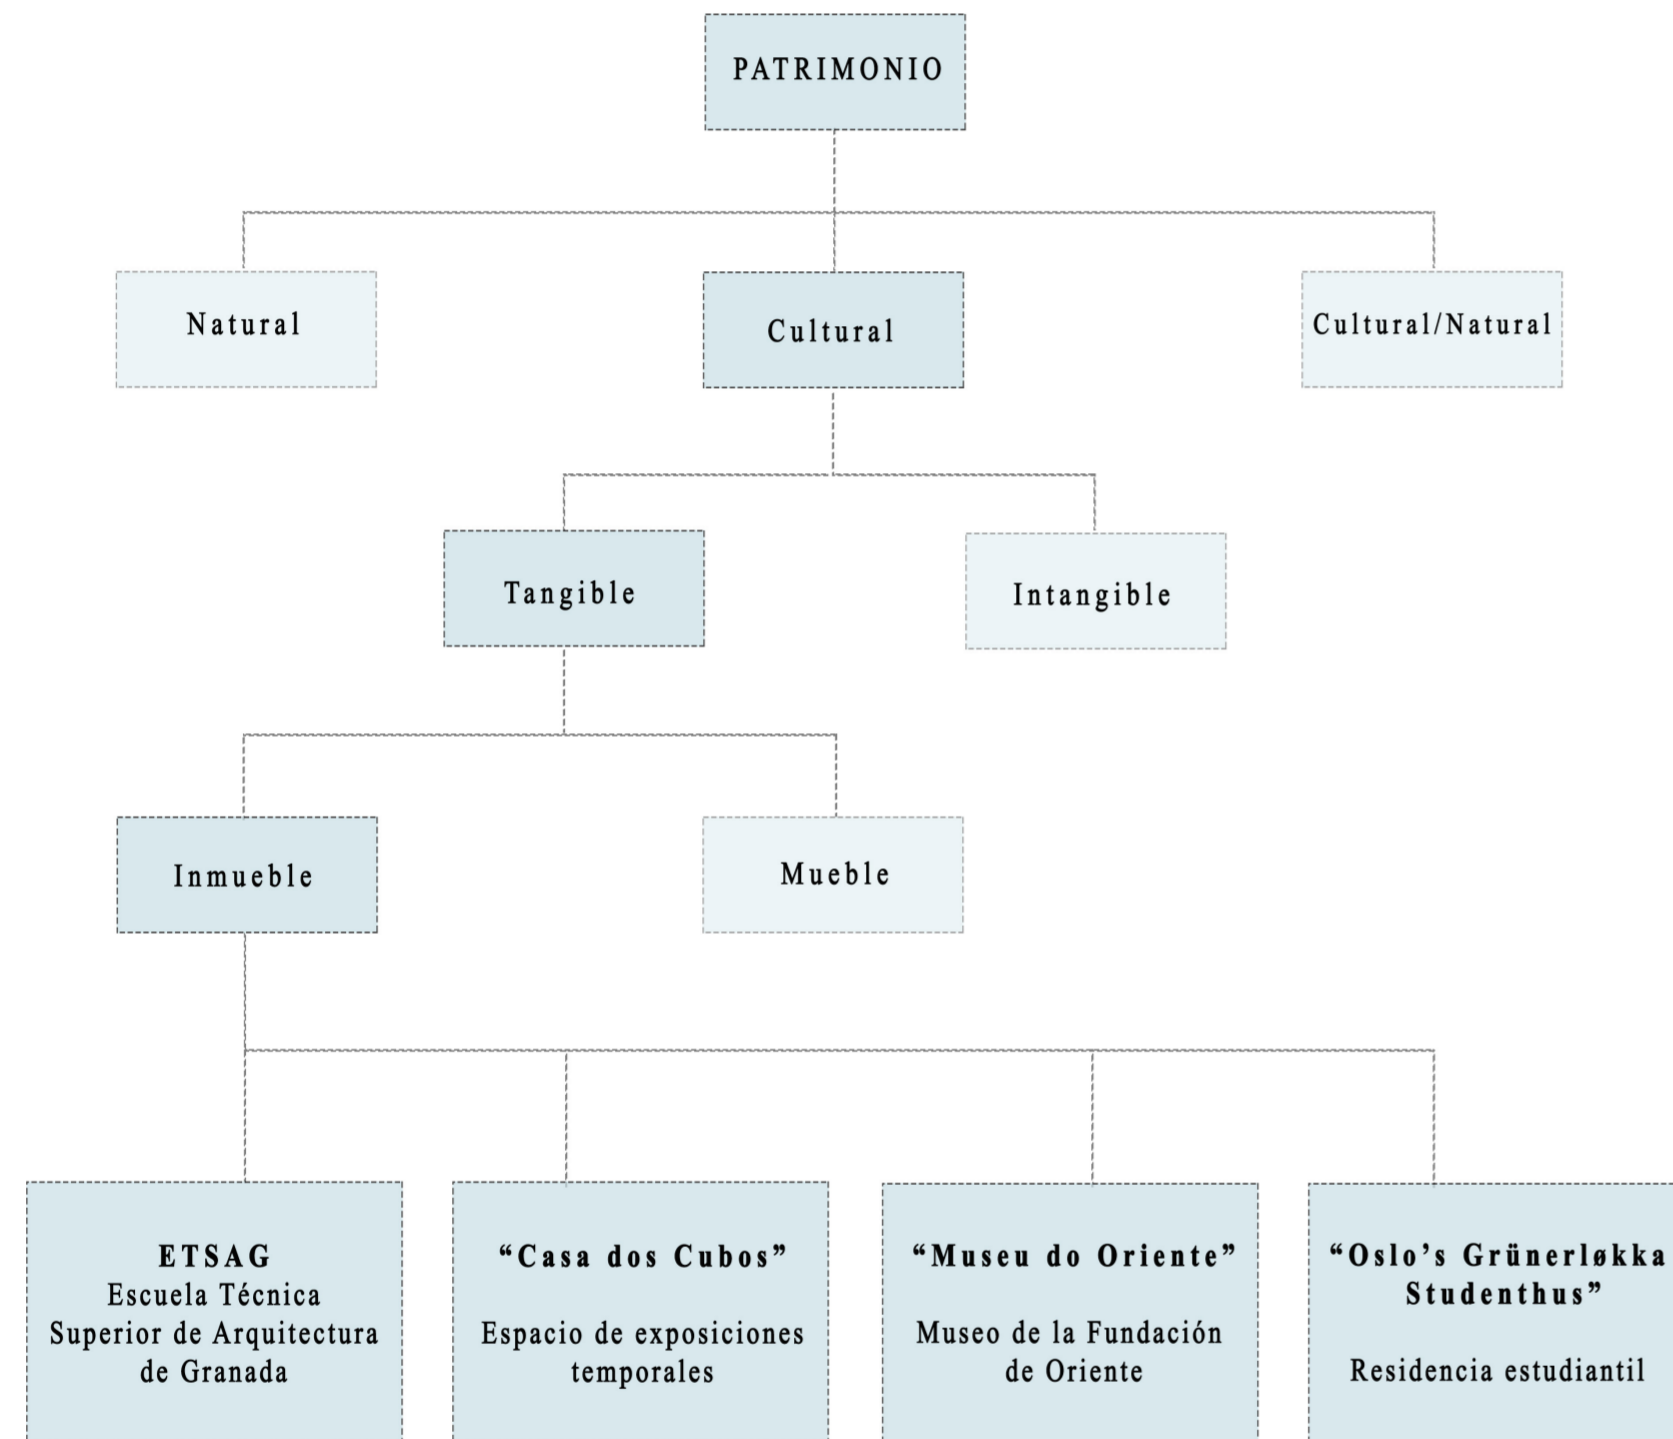 PATRIMONIO
Natural
Cultural
Cultural/Natural
Tangible
Intangible
Inmueble
Mueble
ETSAG
Escuela Técnica
Superior de Arquitectura
de Granada
“Casa dos Cubos”
Espacio de exposiciones
temporales
“Museu do Oriente”
Museo de la Fundación
de Oriente
“Oslo’s Grünerløkka
Studenthus”
Residencia estudiantil